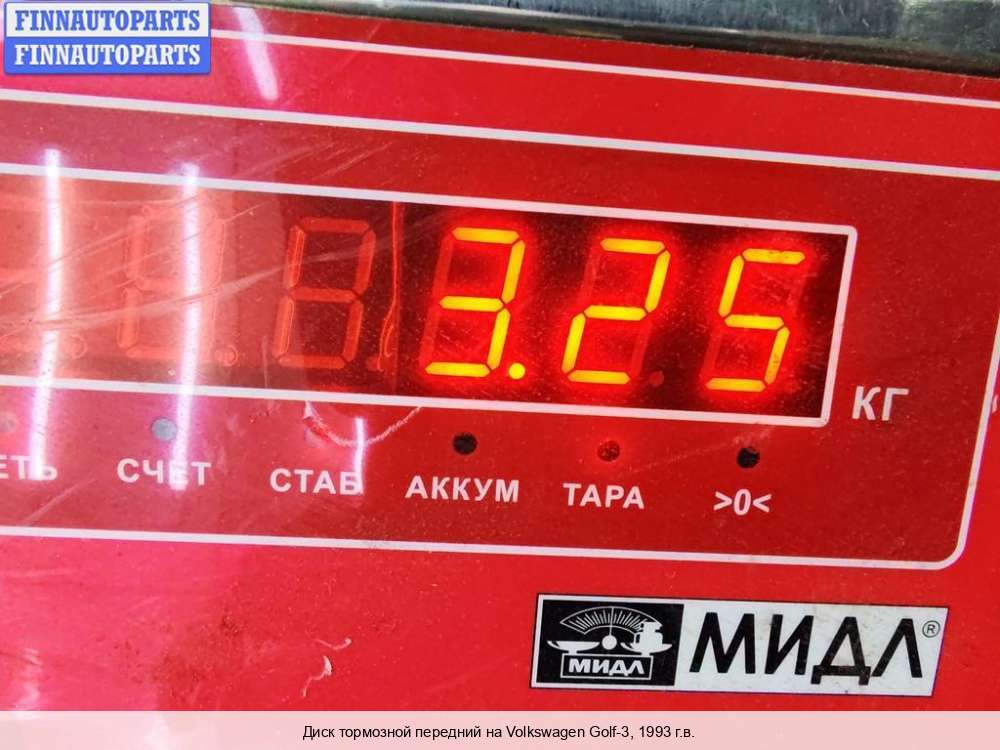 FINNAUTOPARTS
FINNAUTOPARTS
3.25
КГ
СЧЕТ СТАБ АККУМ ТАРА >0<
МИДЛ МИДЛ®
Диск тормозной передний на Volkswagen Golf-3, 1993 г.в.